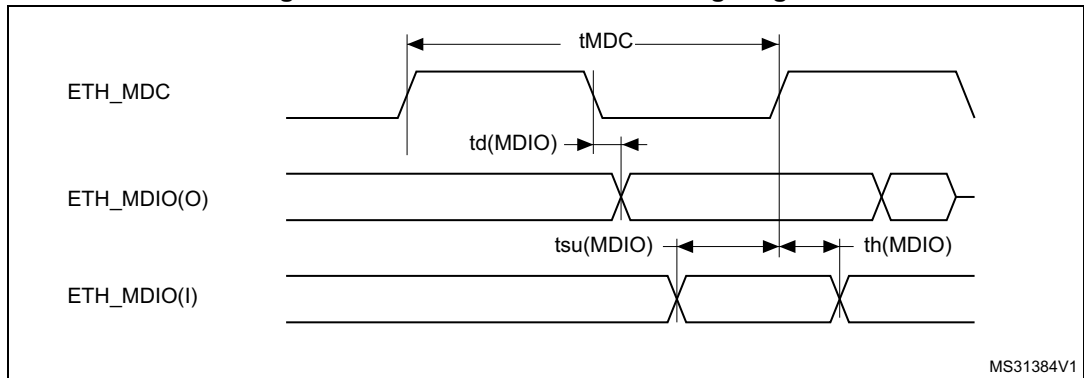 tMDC
ETH_MDC
td(MDIO)
ETH_MDIO(O)
tsu(MDIO)
th(MDIO)
ETH_MDIO(I)
MS31384V1